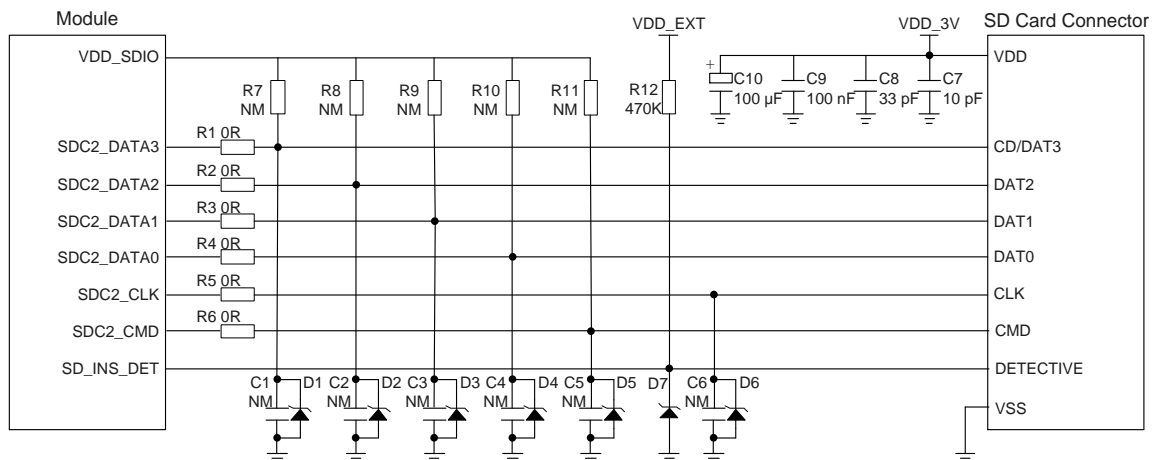 Module
VDD_EXT
VDD_3V
SD Card Connector
VDD_SDIO
VDD
R7
NM
R8
NM
R9
NM
R10
NM
R11
NM
R12
470K
+
C10
100 µF
C9
100 nF
C8
33 pF
C7
10 pF
SDC2_DATA3
R1 0R
CD/DAT3
SDC2_DATA2
R2 0R
DAT2
SDC2_DATA1
R3 0R
DAT1
SDC2_DATA0
R4 0R
DAT0
SDC2_CLK
R5 0R
CLK
SDC2_CMD
R6 0R
CMD
SD_INS_DET
DETECTIVE
C1
NM
D1
C2
NM
D2
C3
NM
D3
C4
NM
D4
C5
NM
D5
D7
C6
NM
D6
VSS